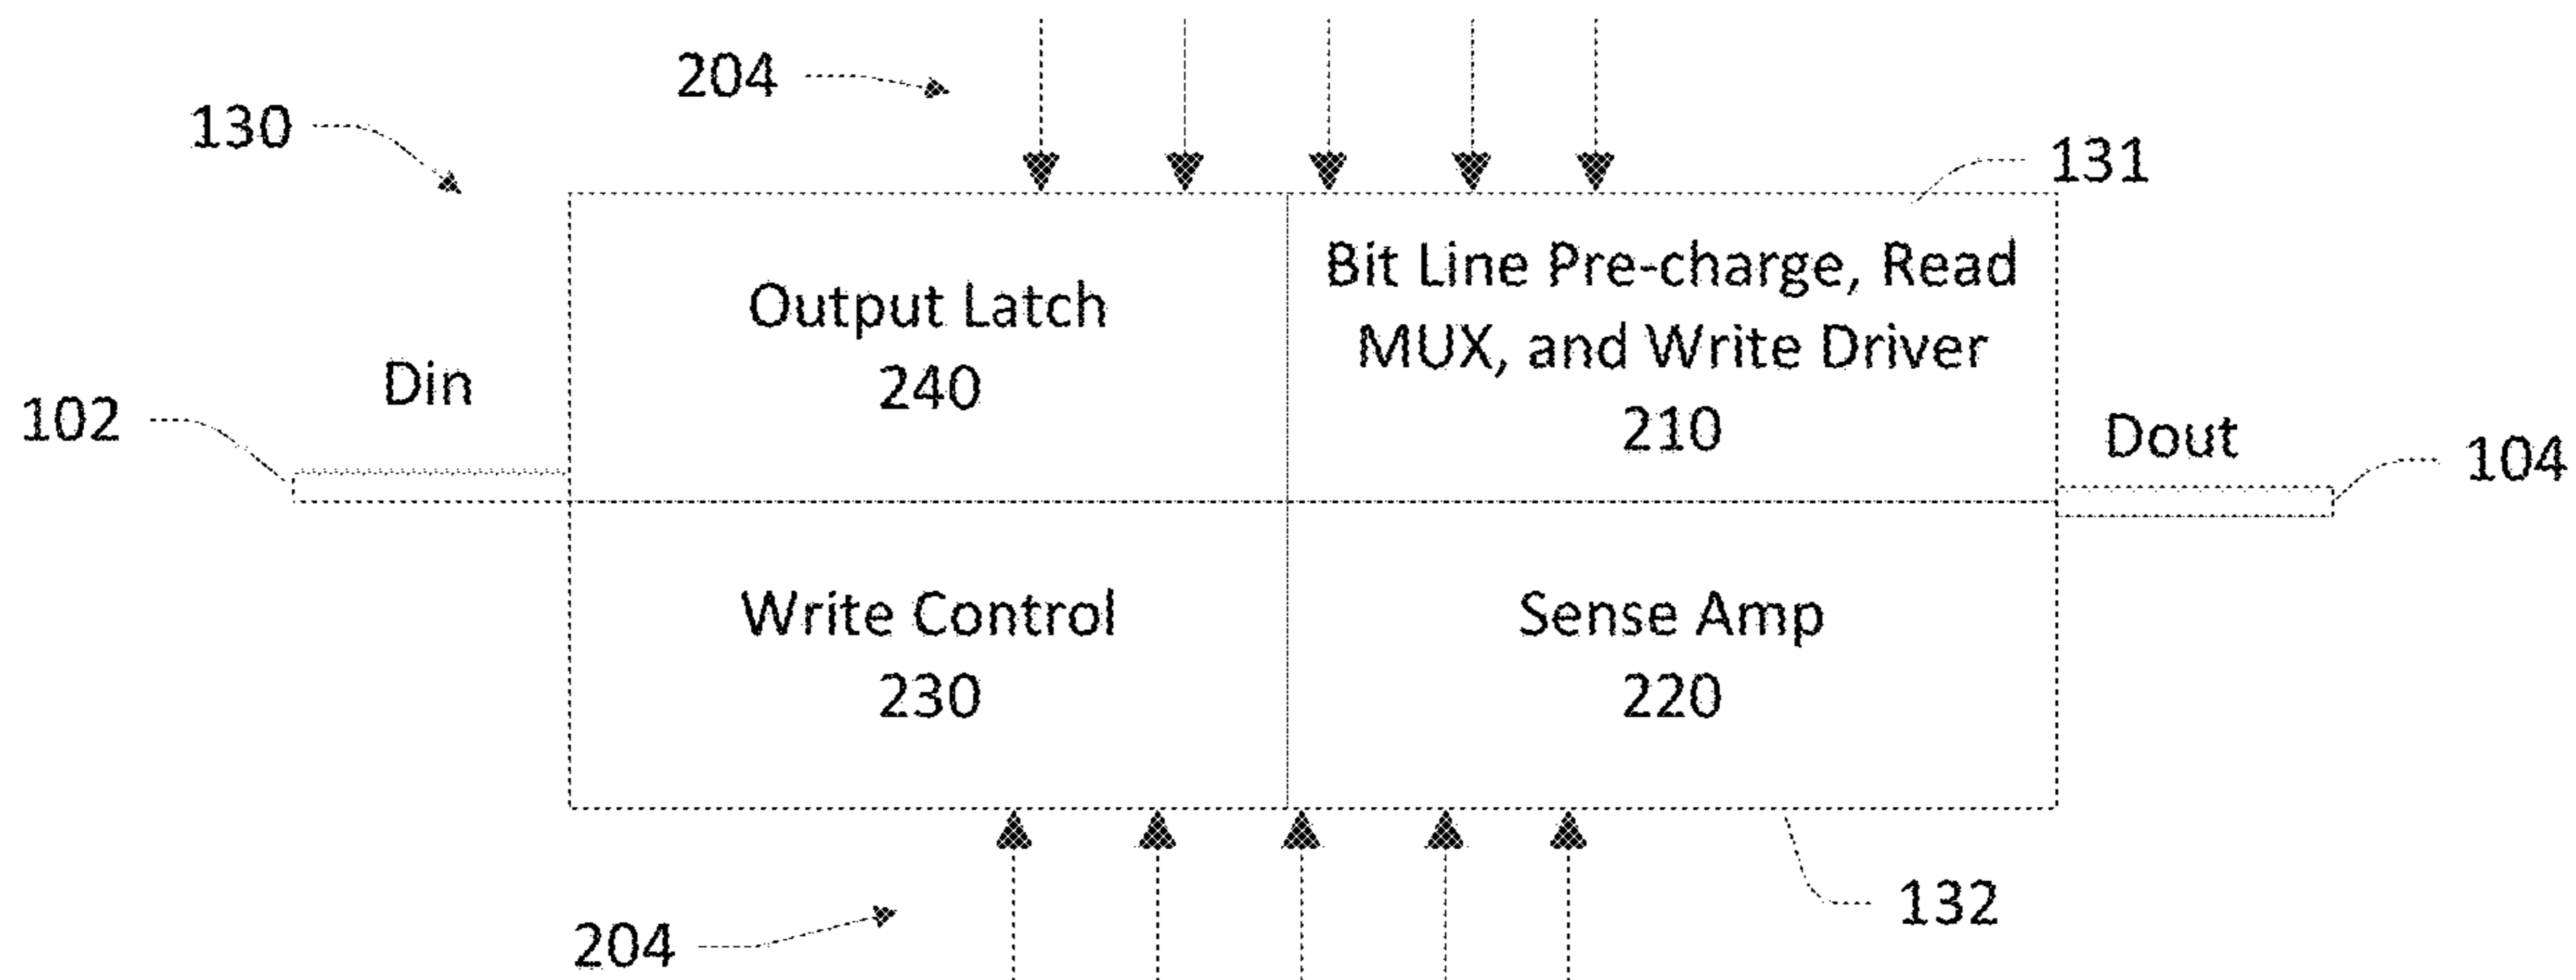 204
130
131
Output Latch
240
Bit Line Pre-charge, Read
MUX, and Write Driver
210
Din
102
Dout
104
Write Control
230
Sense Amp
220
132
204